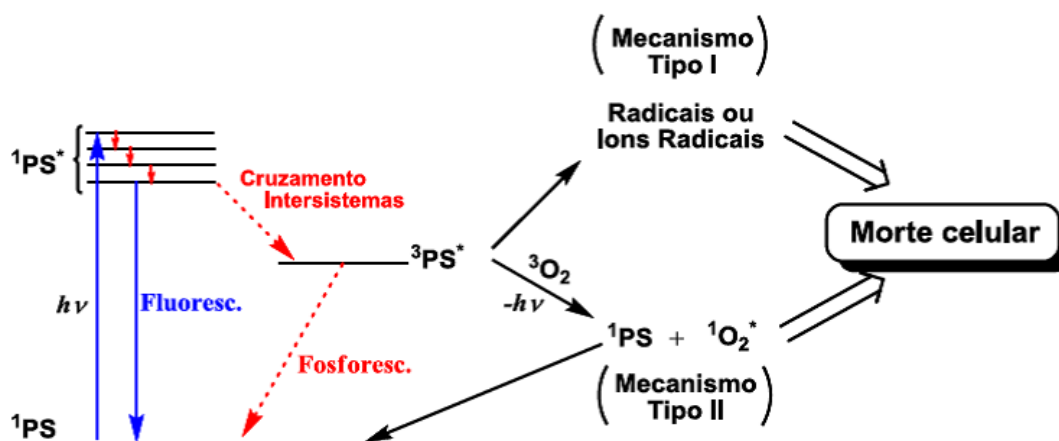 (Mecanismo
Tipo I)
Radicais ou
Ions Radicais
¹PS*
Cruzamento
Intersistemas
³PS*
Morte celular
³O₂
-hν
hν
Fluoresc.
¹PS + ¹O₂*
Fosforesc.
(Mecanismo
Tipo II)
¹PS